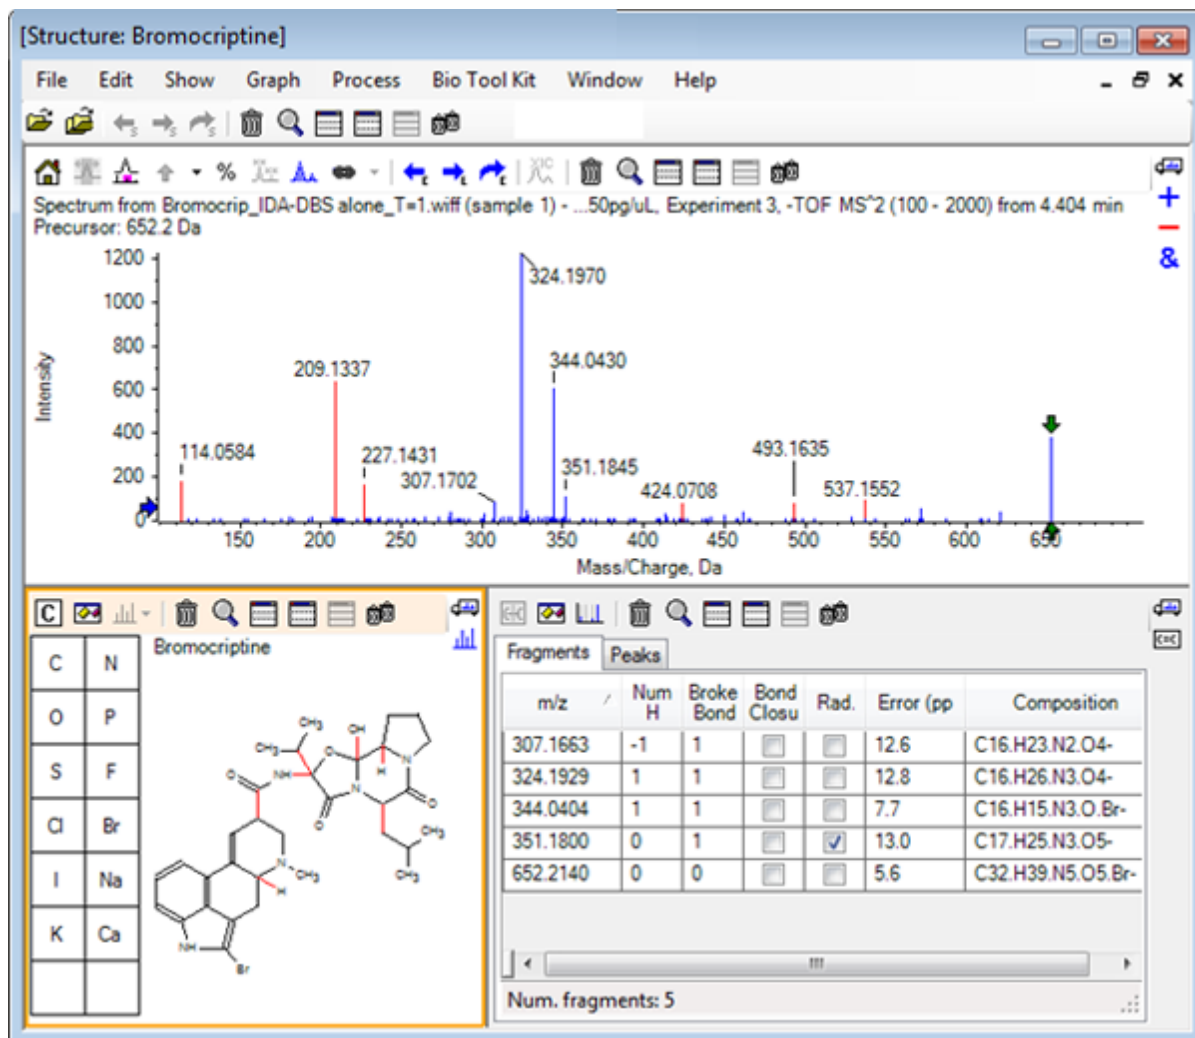 [Structure: Bromocriptine]
File Edit Show Graph Process Bio Tool Kit Window Help
Spectrum from Bromocrip_IDA-DBS alone_T=1.wiff (sample 1) - ...50pg/uL, Experiment 3, -TOF MS^2 (100 - 2000) from 4.404 min
Precursor: 652.2 Da
1200
1000
800
600
400
200
0
Intensity
324.1970
344.0430
209.1337
114.0584
227.1431
307.1702
351.1845
424.0708
493.1635
537.1552
150 200 250 300 350 400 450 500 550 600 650
Mass/Charge, Da
C N
O P
S F
Cl Br
I Na
K Ca
Bromocriptine
CH3
CH3
OH
O
N
H
O
NH
N
O
O
CH3
CH3
N
CH3
H
NH
Br
Fragments Peaks
m/z Num H Broke Bond Bond Closu Rad. Error (pp Composition
307.1663 -1 1 12.6 C16.H23.N2.O4-
324.1929 1 1 12.8 C16.H26.N3.O4-
344.0404 1 1 7.7 C16.H15.N3.O.Br-
351.1800 0 1 13.0 C17.H25.N3.O5-
652.2140 0 0 5.6 C32.H39.N5.O5.Br-
Num. fragments: 5